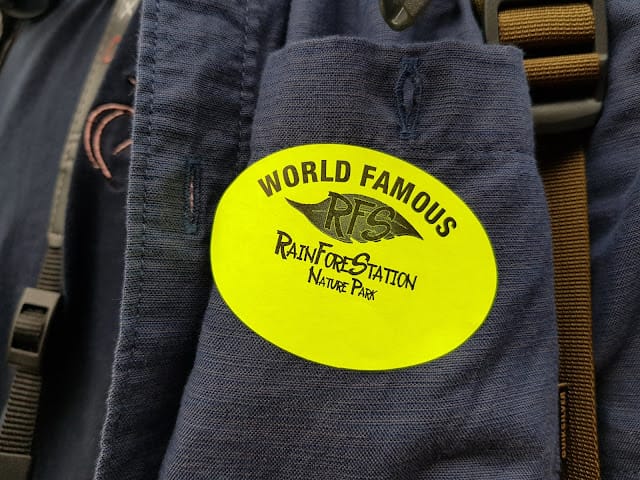 WORLD FAMOUS
RFS
RAINFORESTATION
NATURE PARK